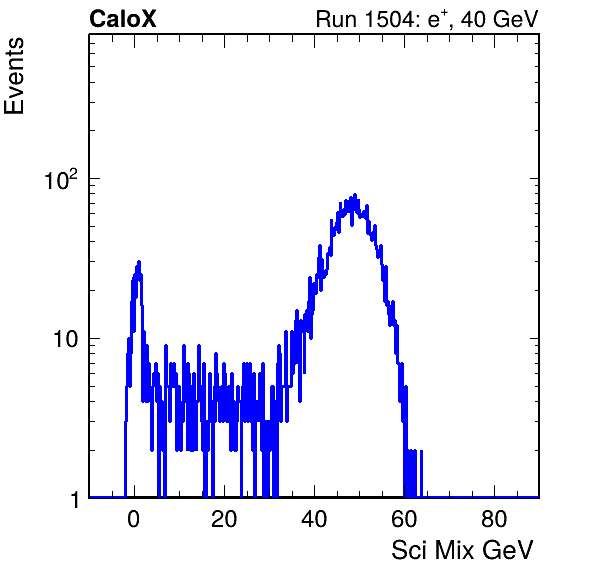 CaloX Run 1504: e⁺, 40 GeV
Events
10²
10
1
0 20 40 60 80
Sci Mix GeV